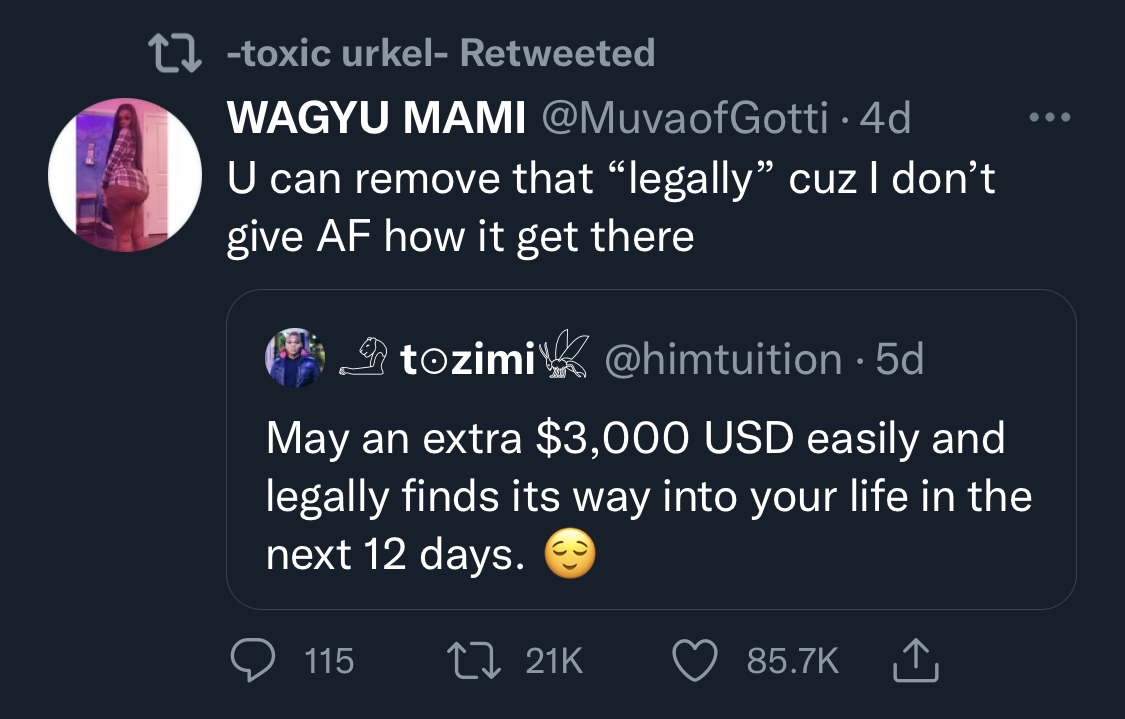 -toxic urkel- Retweeted
WAGYU MAMI @MuvaofGotti · 4d
U can remove that “legally” cuz I don’t
give AF how it get there
𓃭 t☉zimi𓆤 @himtuition · 5d
May an extra $3,000 USD easily and
legally finds its way into your life in the
next 12 days. 😌
115 21K 85.7K